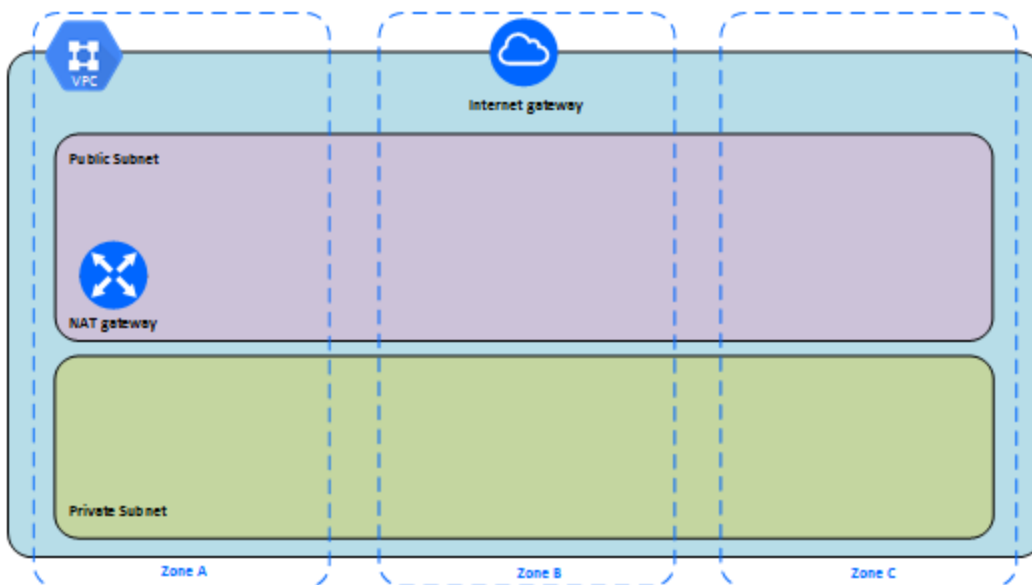 VPC
Internet gateway
Public Subnet
NAT gateway
Private Subnet
Zone A
Zone B
Zone C